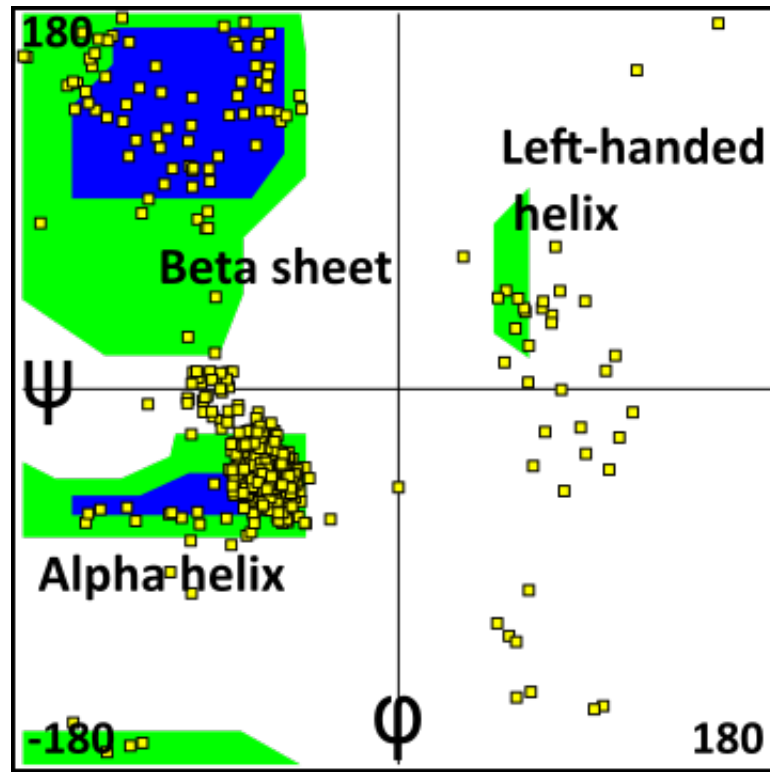 180
Left-handed
helix
Beta sheet
ψ
Alpha helix
-180
φ
180